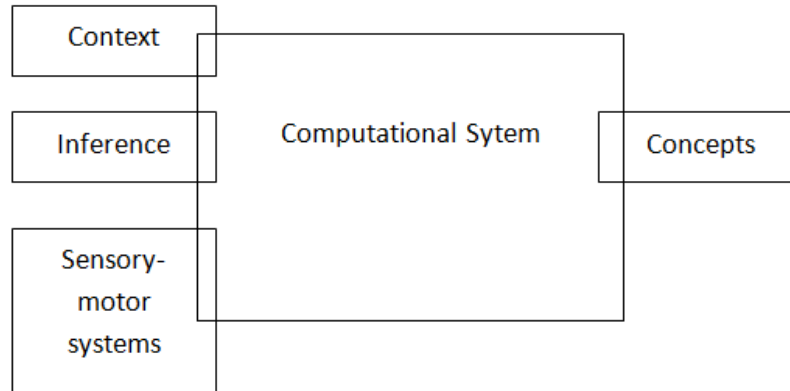 Context
Inference
Computational Sytem
Concepts
Sensory-
motor
systems